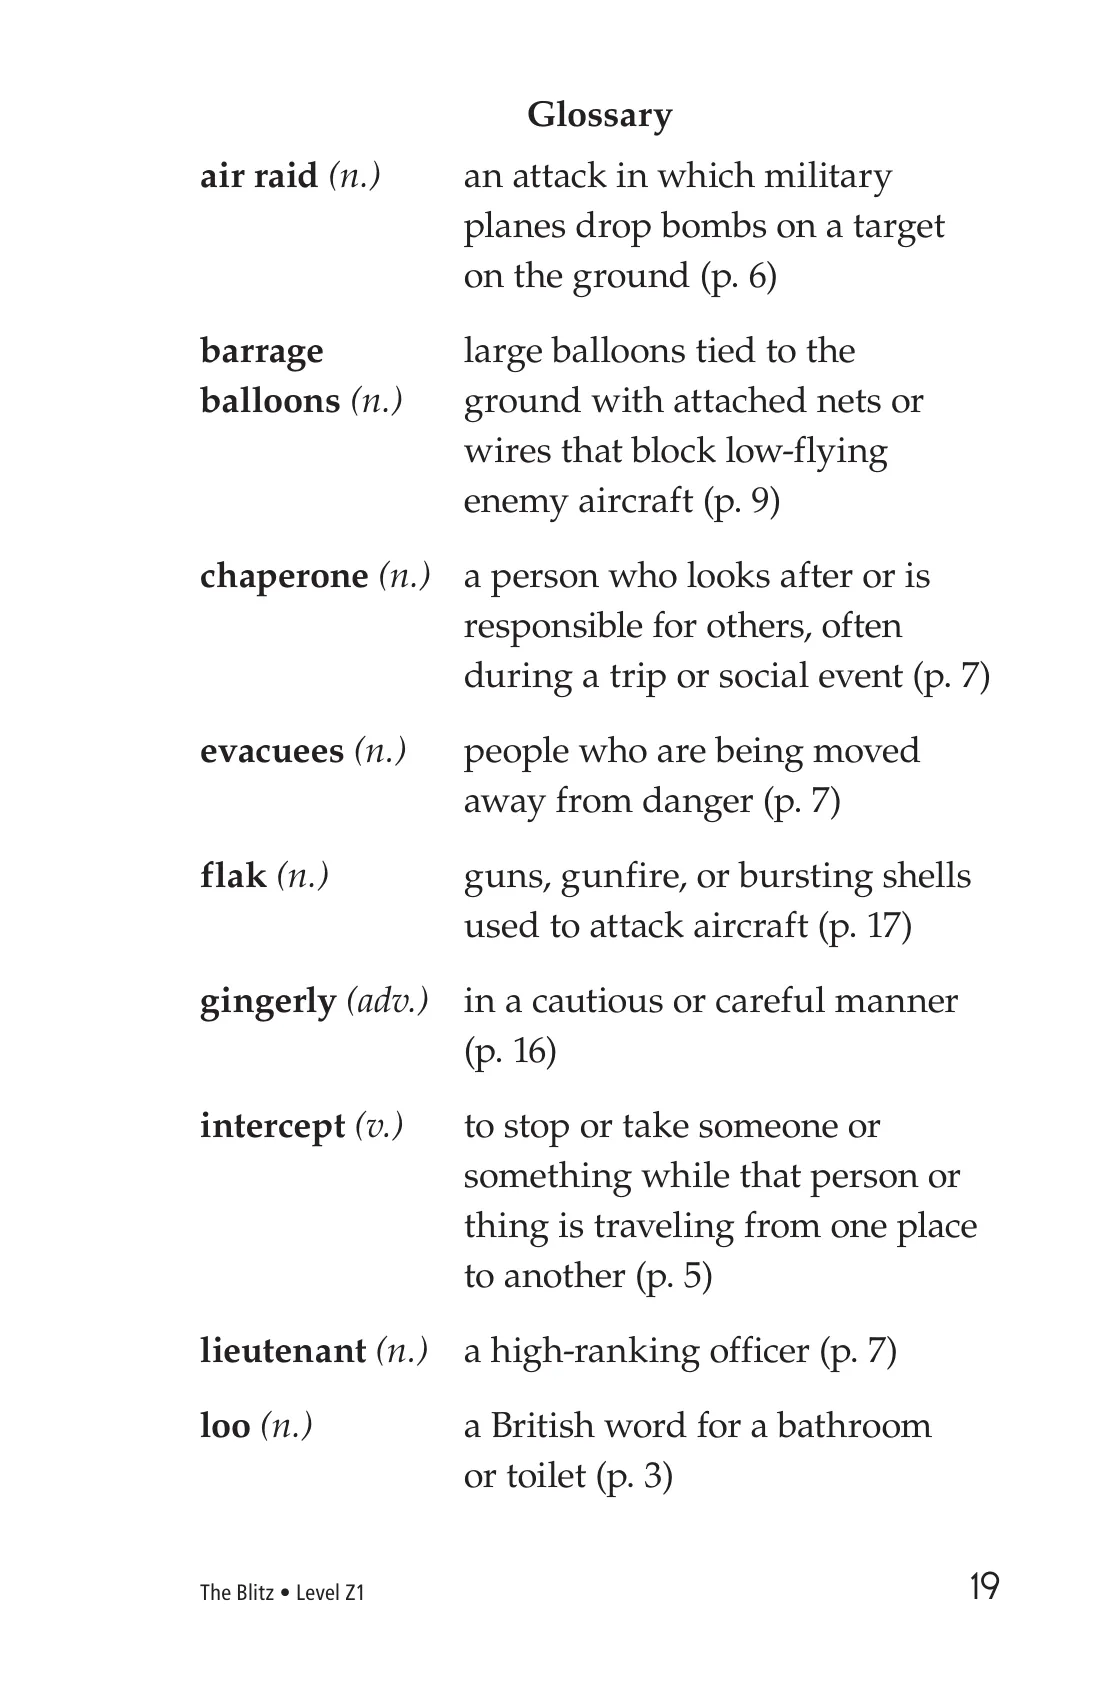 Glossary
air raid (n.) an attack in which military
planes drop bombs on a target
on the ground (p. 6)
barrage large balloons tied to the
balloons (n.) ground with attached nets or
wires that block low-flying
enemy aircraft (p. 9)
chaperone (n.) a person who looks after or is
responsible for others, often
during a trip or social event (p. 7)
evacuees (n.) people who are being moved
away from danger (p. 7)
flak (n.) guns, gunfire, or bursting shells
used to attack aircraft (p. 17)
gingerly (adv.) in a cautious or careful manner
(p. 16)
intercept (v.) to stop or take someone or
something while that person or
thing is traveling from one place
to another (p. 5)
lieutenant (n.) a high-ranking officer (p. 7)
loo (n.) a British word for a bathroom
or toilet (p. 3)
The Blitz • Level Z1 19